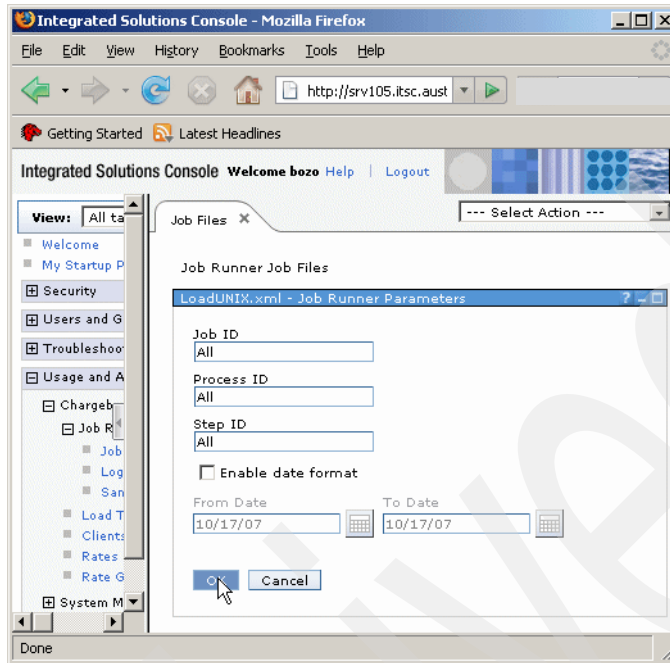 Integrated Solutions Console - Mozilla Firefox
File Edit View History Bookmarks Tools Help
http://srv105.itsc.aust
Getting Started Latest Headlines
Integrated Solutions Console Welcome bozo Help | Logout
View: All ta
Job Files
--- Select Action ---
Welcome
My Startup P
Security
Users and G
Troubleshoo
Usage and A
Chargeb
Job R
Job
Log
San
Load T
Clients
Rates
Rate G
System M
Job Runner Job Files
LoadUNIX.xml - Job Runner Parameters
Job ID
All
Process ID
All
Step ID
All
Enable date format
From Date To Date
10/17/07 10/17/07
OK Cancel
Done